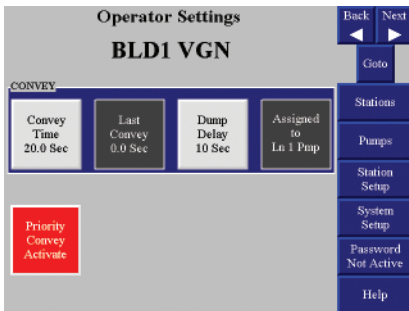 Operator Settings
BLD1 VGN
Back Next
Goto
CONVEY
Convey
Time
20.0 Sec
Last
Convey
0.0 Sec
Dump
Delay
10 Sec
Assigned
to
Ln 1 Pmp
Priority
Convey
Activate
Stations
Pumps
Station
Setup
System
Setup
Password
Not Active
Help